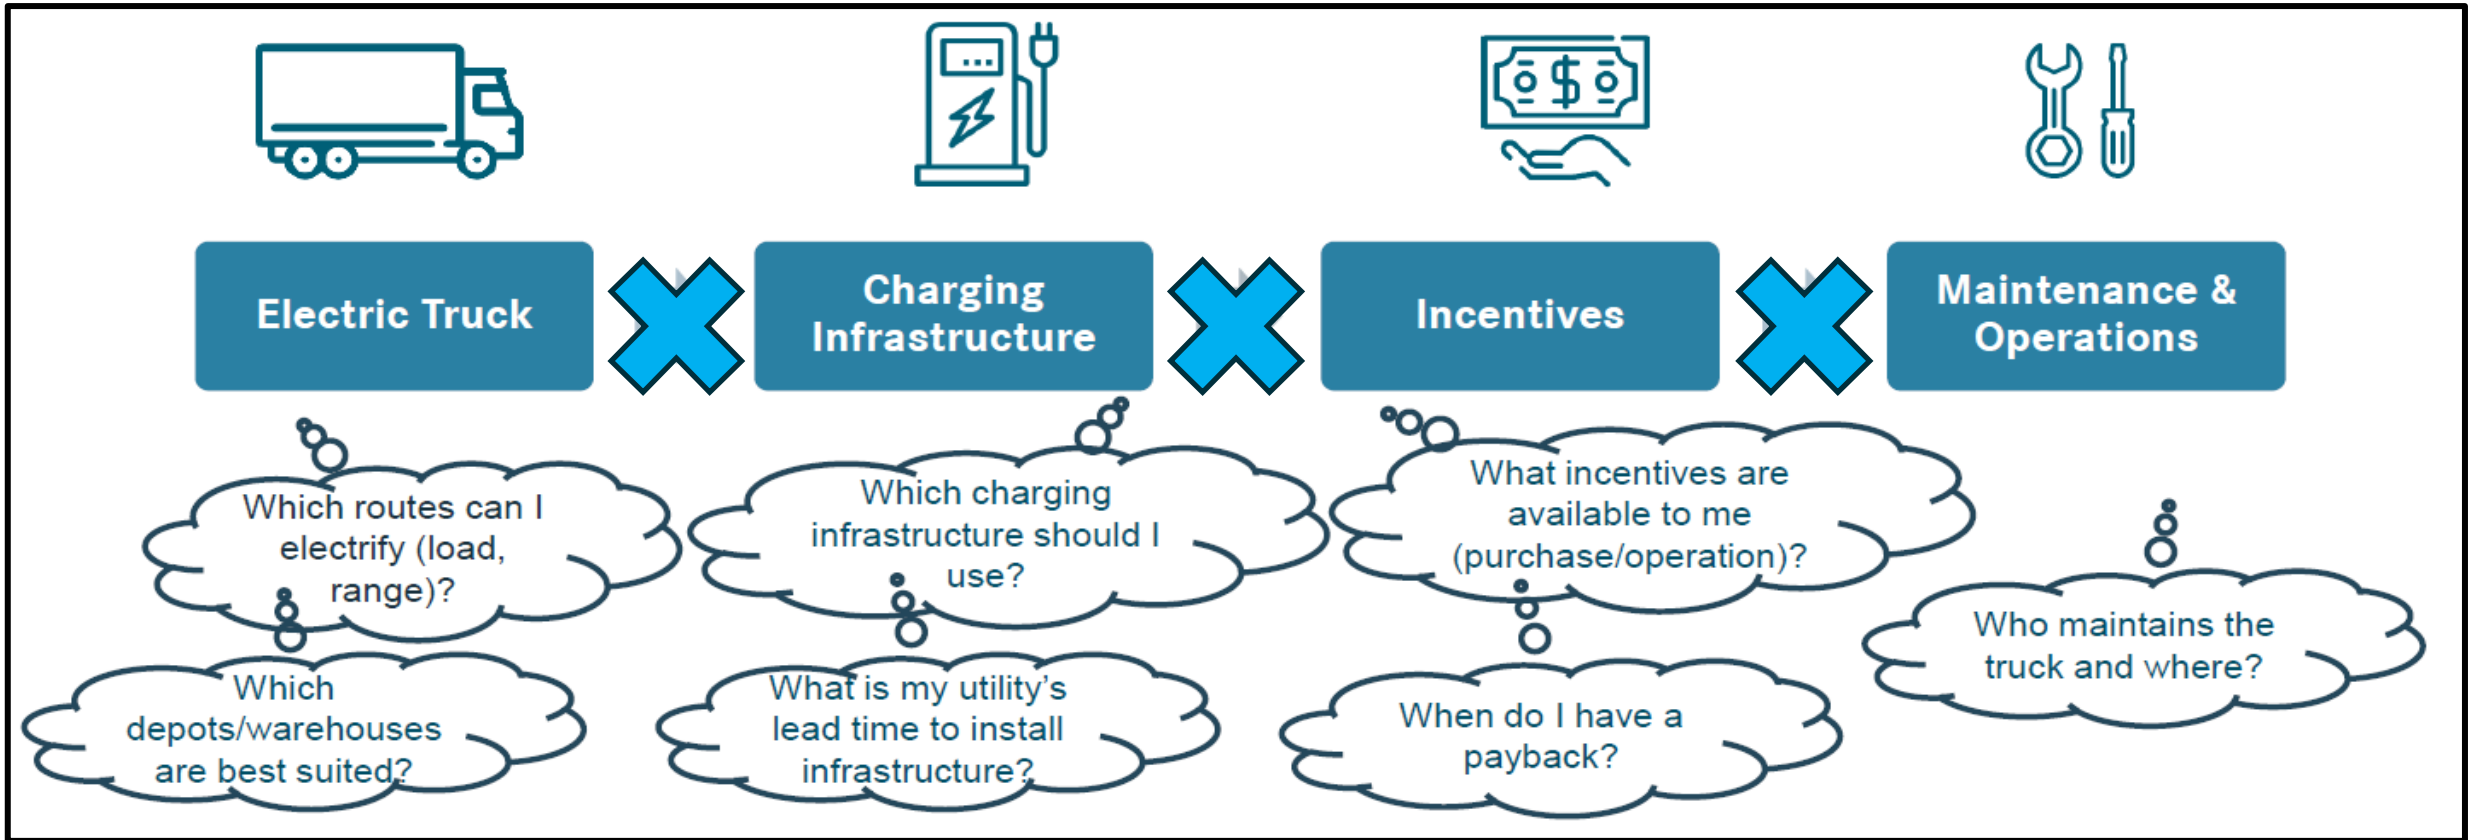 Electric Truck
Charging
Infrastructure
Incentives
Maintenance &
Operations
Which routes can I
electrify (load,
range)?
Which
depots/warehouses
are best suited?
Which charging
infrastructure should I
use?
What is my utility's
lead time to install
infrastructure?
What incentives are
available to me
(purchase/operation)?
When do I have a
payback?
Who maintains the
truck and where?